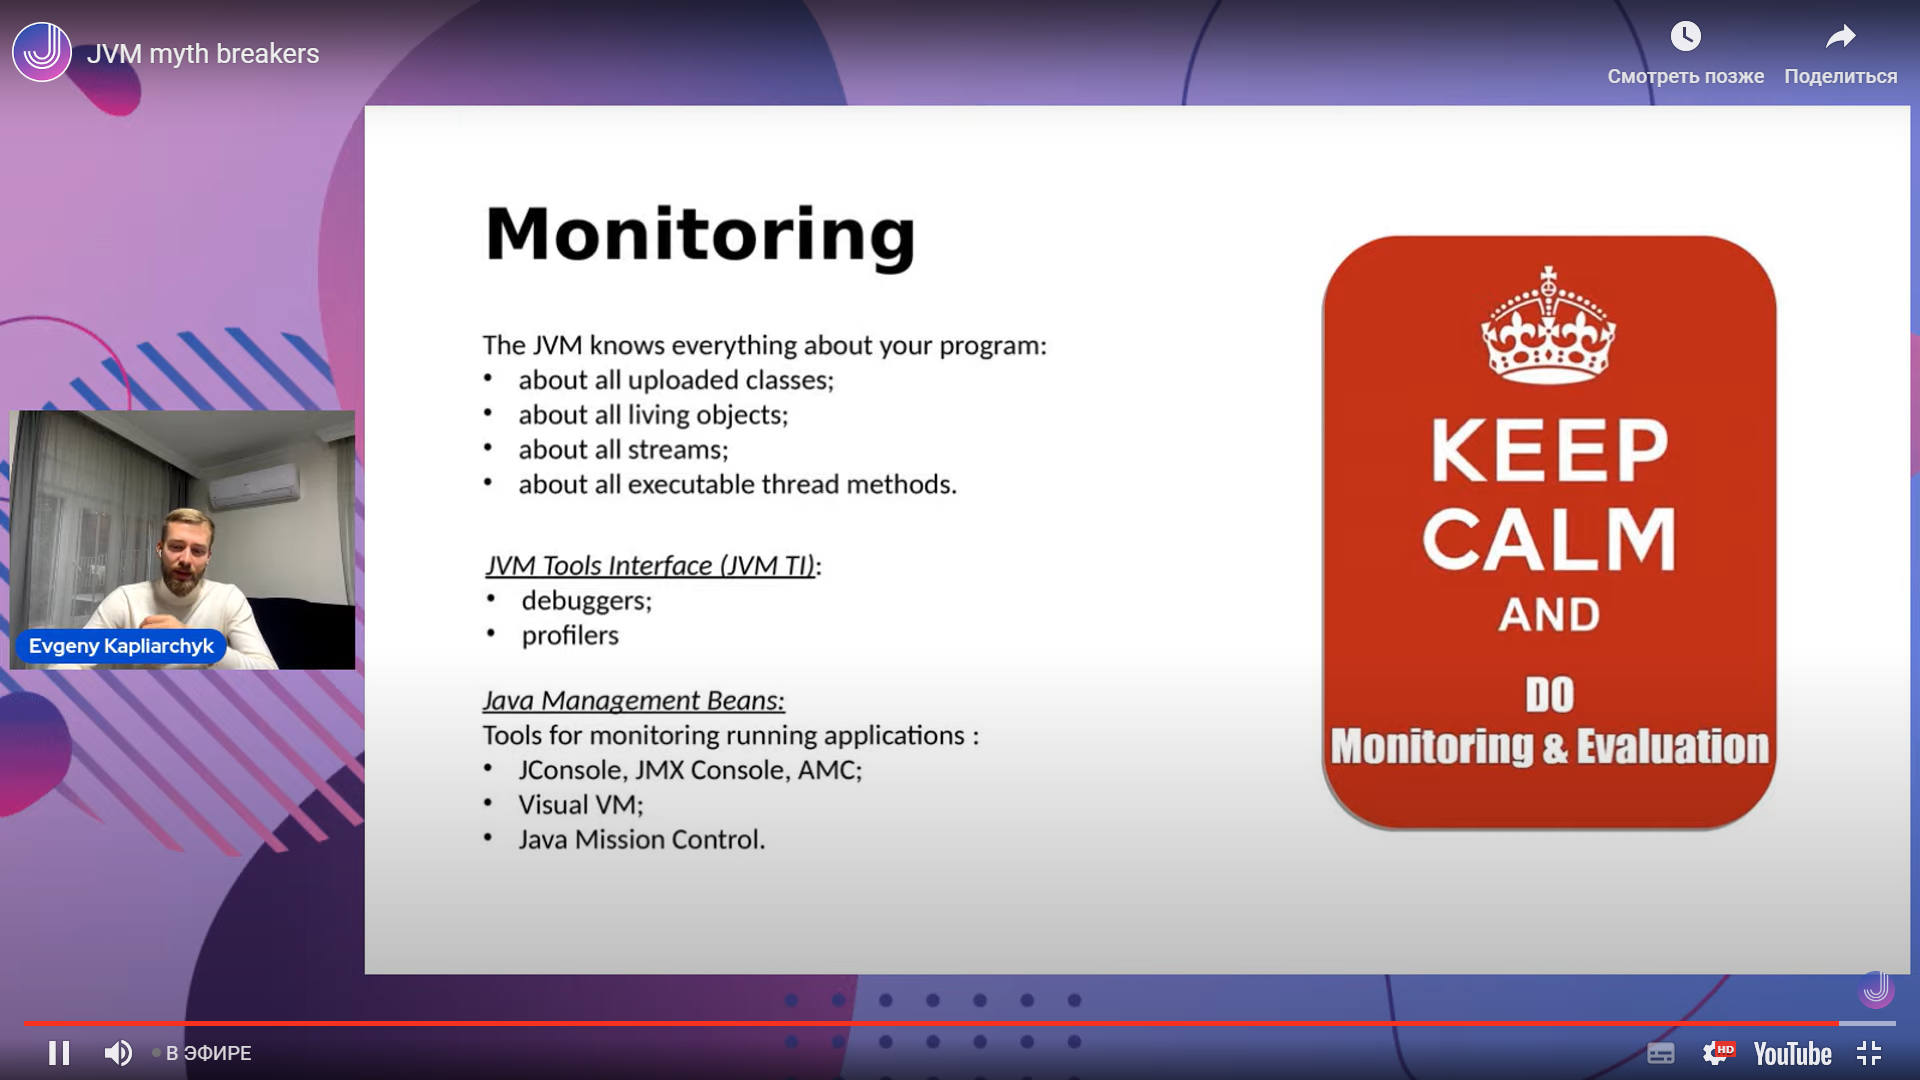 JVM myth breakers
Смотреть позже
Поделиться
Monitoring
The JVM knows everything about your program:
• about all uploaded classes;
• about all living objects;
• about all streams;
• about all executable thread methods.
JVM Tools Interface (JVM TI):
• debuggers;
• profilers
Java Management Beans:
Tools for monitoring running applications :
• JConsole, JMX Console, AMC;
• Visual VM;
• Java Mission Control.
KEEP
CALM
AND
DO
Monitoring & Evaluation
Evgeny Kapliarchyk
В ЭФИРЕ
HD
YouTube